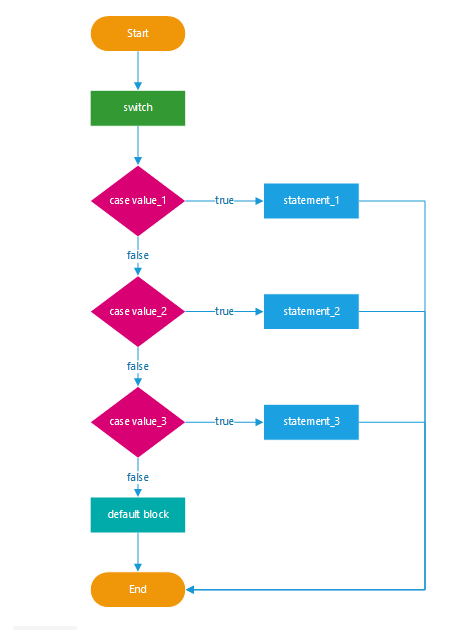 Start
switch
case value_1
true
statement_1
false
case value_2
true
statement_2
false
case value_3
true
statement_3
false
default block
End